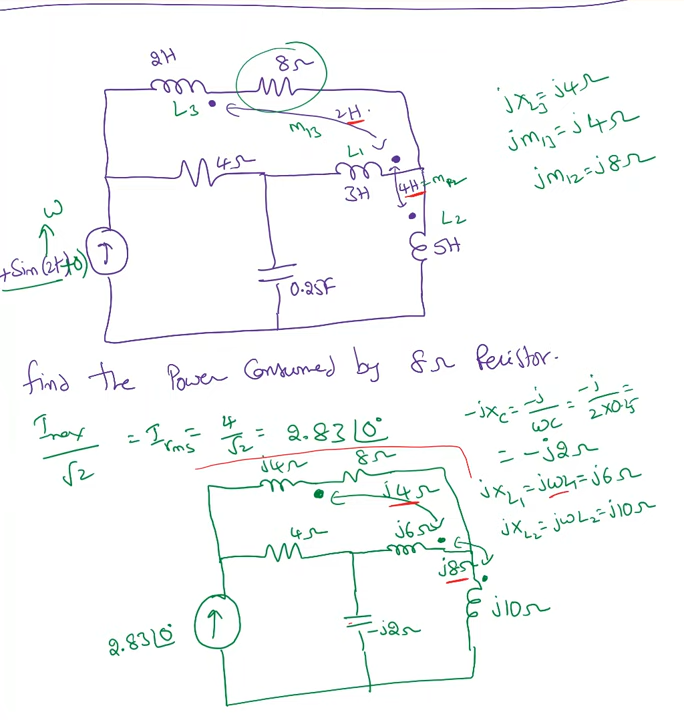 2H
8Ω
L3
M13
2H
4Ω
L1
3H
4H=M12
L2
5H
0.25F
ω
4Sin(2t+0)
jXL3=j4Ω
jm13=j4Ω
jm12=j8Ω
find the Power Consumed by 8Ω Resistor.
Imax/√2 = Irms = 4/√2 = 2.83∠0°
-jXC = -j/ωC = -j/2×0.25 =
= -j2Ω
jXL1=jωL1=j6Ω
jXL2=jωL2=j10Ω
j4Ω
8Ω
j4Ω
4Ω
j6Ω
j8Ω
j10Ω
-j2Ω
2.83∠0°